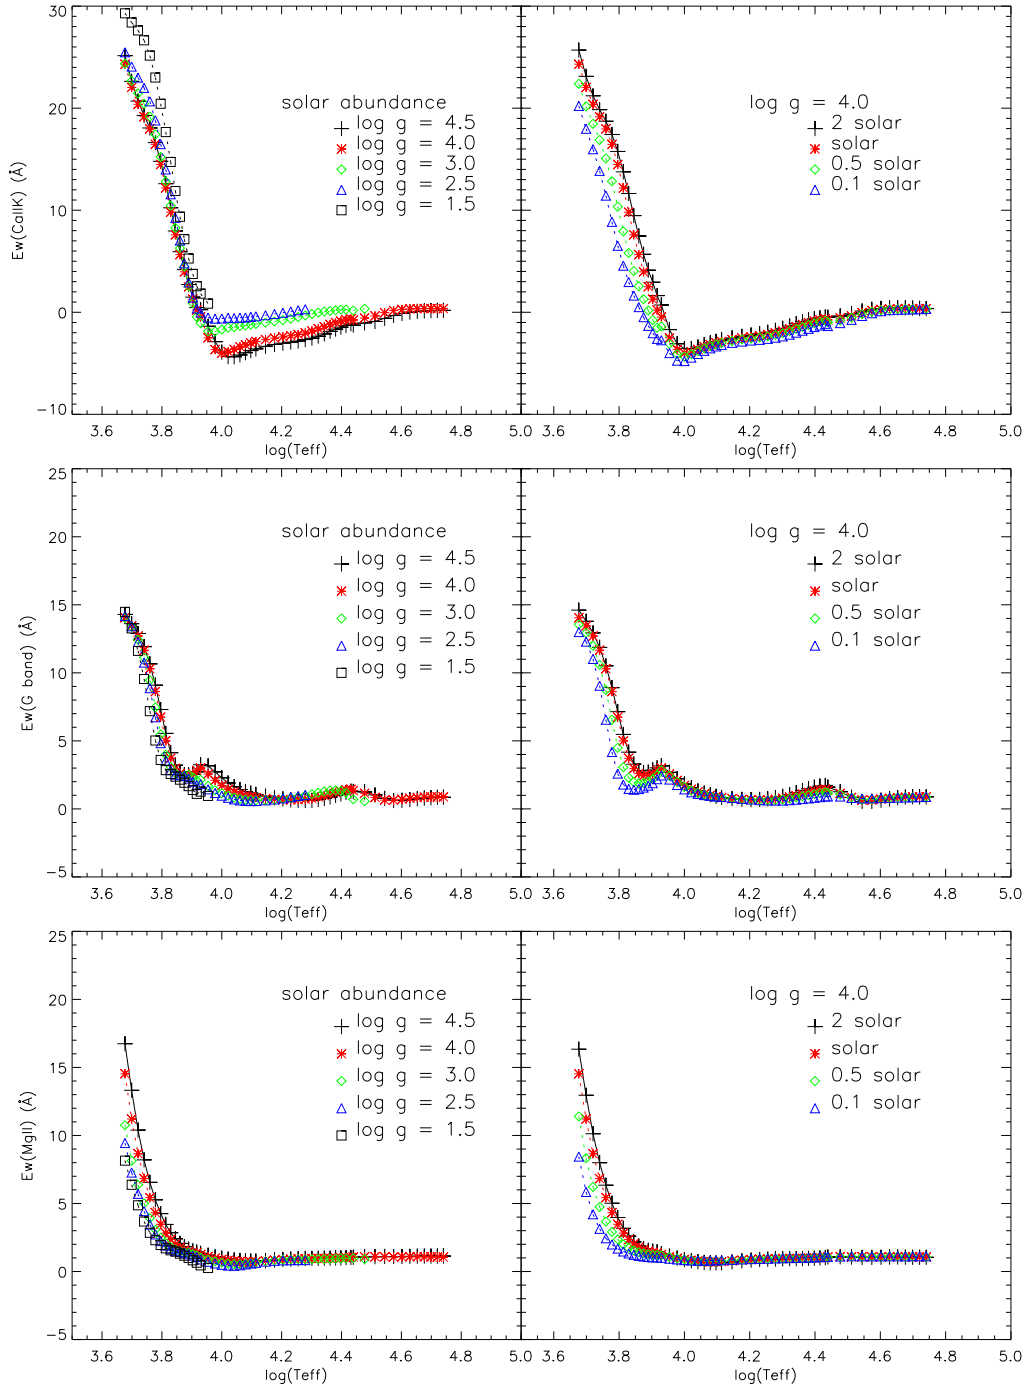 30
20
10
0
−10
Ew(CaIIK) (Å)
solar abundance
log g = 4.5
log g = 4.0
log g = 3.0
log g = 2.5
log g = 1.5
log g = 4.0
2 solar
solar
0.5 solar
0.1 solar
3.6 3.8 4.0 4.2 4.4 4.6 4.8 5.0
log(Teff)
3.6 3.8 4.0 4.2 4.4 4.6 4.8 5.0
log(Teff)
25
20
15
10
5
0
−5
Ew(G band) (Å)
solar abundance
log g = 4.5
log g = 4.0
log g = 3.0
log g = 2.5
log g = 1.5
log g = 4.0
2 solar
solar
0.5 solar
0.1 solar
3.6 3.8 4.0 4.2 4.4 4.6 4.8 5.0
log(Teff)
3.6 3.8 4.0 4.2 4.4 4.6 4.8 5.0
log(Teff)
25
20
15
10
5
0
−5
Ew(MgII) (Å)
solar abundance
log g = 4.5
log g = 4.0
log g = 3.0
log g = 2.5
log g = 1.5
log g = 4.0
2 solar
solar
0.5 solar
0.1 solar
3.6 3.8 4.0 4.2 4.4 4.6 4.8 5.0
log(Teff)
3.6 3.8 4.0 4.2 4.4 4.6 4.8 5.0
log(Teff)